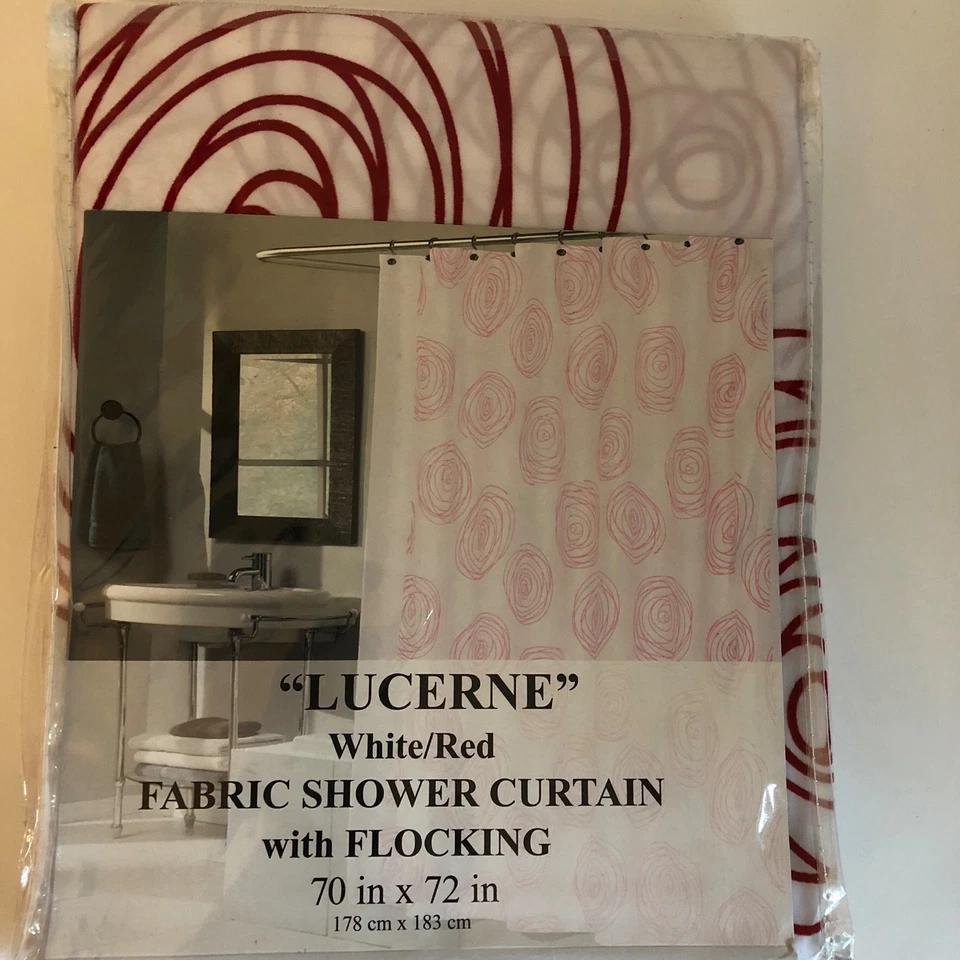 “LUCERNE”
White/Red
FABRIC SHOWER CURTAIN
with FLOCKING
70 in x 72 in
178 cm x 183 cm